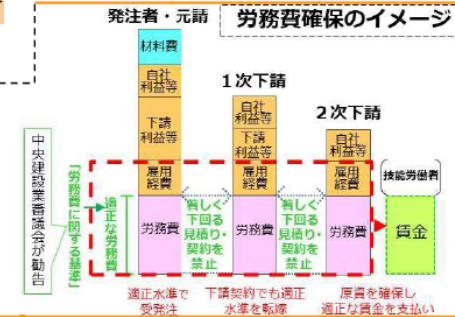 発注者・元請
労務費確保のイメージ
材料費
自社
利益等
下請
利益等
雇用
経費
労務費
1次下請
自社
利益等
下請
利益等
雇用
経費
労務費
2次下請
自社
利益等
雇用
経費
労務費
技能労働者
賃金
中央建設業審議会が勧告
「労務費に関する基準」
適正な労務費
著しく
下回る
見積り・
契約を
禁止
著しく
下回る
見積り・
契約を
禁止
適正水準で
受発注
下請契約でも適正
水準を転嫁
原資を確保し
適正な賃金を支払い